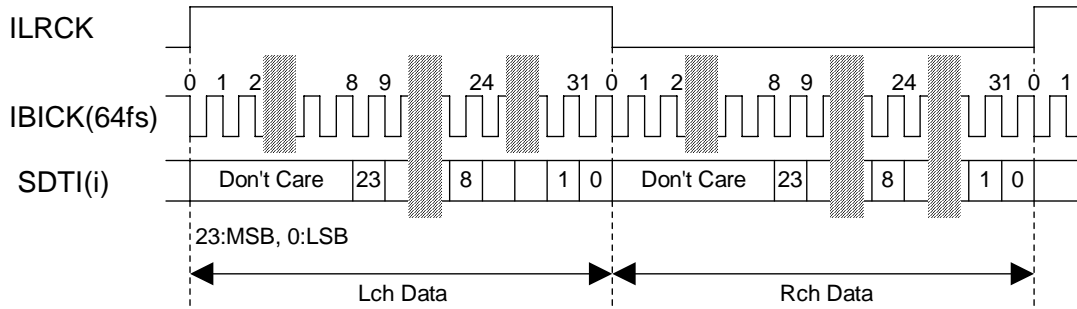 ILRCK
0 1 2 8 9 24 31 0 1 2 8 9 24 31 0 1
IBICK(64fs)
SDTI(i) Don't Care 23 8 1 0 Don't Care 23 8 1 0
23:MSB, 0:LSB
Lch Data Rch Data